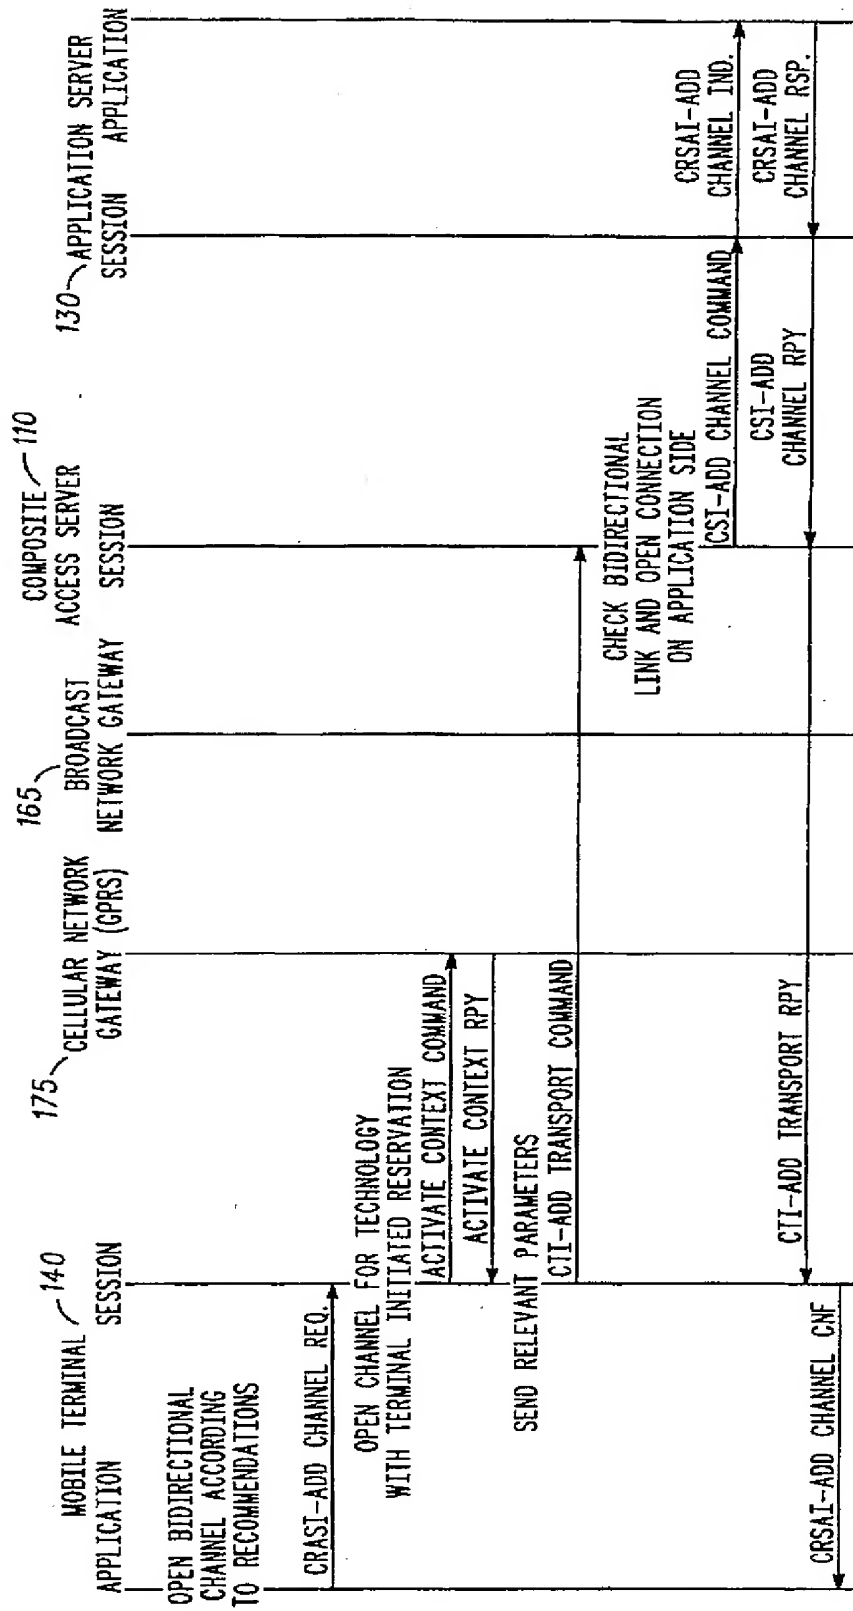 MOBILE TERMINAL 140
APPLICATION
SESSION
175
CELLULAR NETWORK
GATEWAY (GPRS)
165
BROADCAST
NETWORK GATEWAY
COMPOSITE 110
ACCESS SERVER
SESSION
130 APPLICATION SERVER
SESSION
APPLICATION
OPEN BIDIRECTIONAL
CHANNEL ACCORDING
TO RECOMMENDATIONS
CRASI-ADD CHANNEL REQ.
OPEN CHANNEL FOR TECHNOLOGY
WITH TERMINAL INITIATED RESERVATION
ACTIVATE CONTEXT COMMAND
ACTIVATE CONTEXT RPY
SEND RELEVANT PARAMETERS
CTI-ADD TRANSPORT COMMAND
CHECK BIDIRECTIONAL
LINK AND OPEN CONNECTION
ON APPLICATION SIDE
CSI-ADD CHANNEL COMMAND
CRSAI-ADD
CHANNEL IND.
CRSAI-ADD
CHANNEL RSP.
CSI-ADD
CHANNEL RPY
CTI-ADD TRANSPORT RPY
CRSAI-ADD CHANNEL CNF